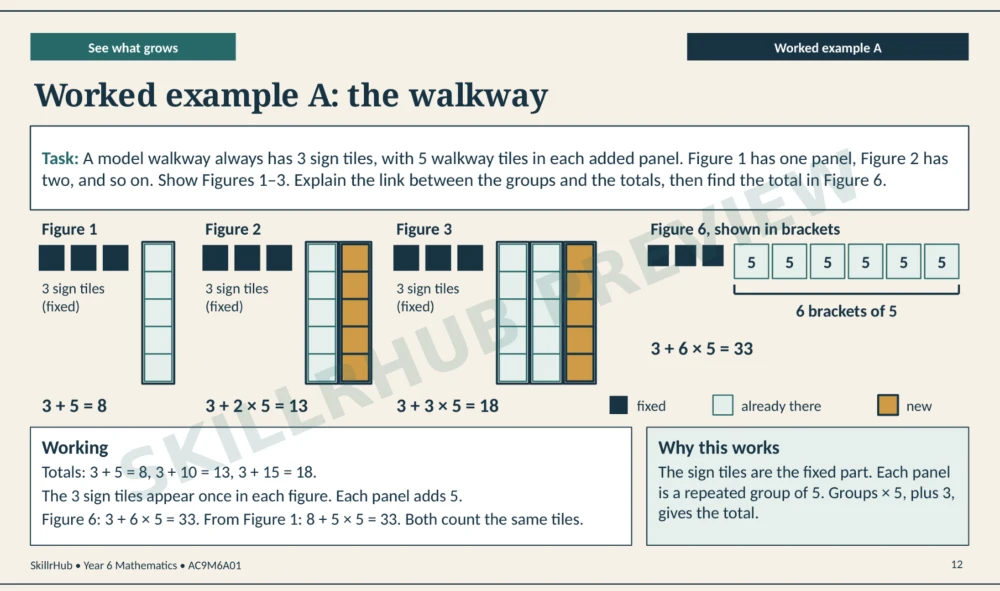 See what grows
Worked example A
Worked example A: the walkway
Task: A model walkway always has 3 sign tiles, with 5 walkway tiles in each added panel. Figure 1 has one panel, Figure 2 has
two, and so on. Show Figures 1–3. Explain the link between the groups and the totals, then find the total in Figure 6.
Figure 1
3 sign tiles
(fixed)
3 + 5 = 8
Figure 2
3 sign tiles
(fixed)
3 + 2 × 5 = 13
Figure 3
3 sign tiles
(fixed)
3 + 3 × 5 = 18
Figure 6, shown in brackets
5 5 5 5 5 5
6 brackets of 5
3 + 6 × 5 = 33
fixed
already there
new
Working
Totals: 3 + 5 = 8, 3 + 10 = 13, 3 + 15 = 18.
The 3 sign tiles appear once in each figure. Each panel adds 5.
Figure 6: 3 + 6 × 5 = 33. From Figure 1: 8 + 5 × 5 = 33. Both count the same tiles.
Why this works
The sign tiles are the fixed part. Each panel
is a repeated group of 5. Groups × 5, plus 3,
gives the total.
SKILLRHUB PREVIEW
SkillrHub • Year 6 Mathematics • AC9M6A01
12